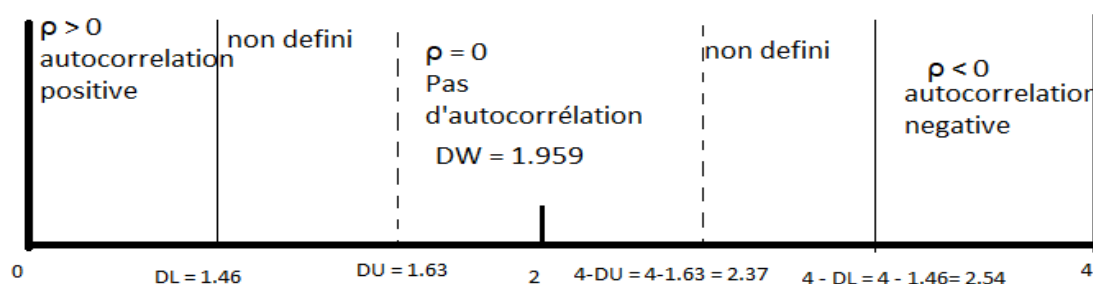 ρ > 0
autocorrelation
positive
non defini
ρ = 0
Pas
d'autocorrélation
DW = 1.959
non defini
ρ < 0
autocorrelation
negative
0
DL = 1.46
DU = 1.63
2
4-DU = 4-1.63 = 2.37
4 - DL = 4 - 1.46= 2.54
4